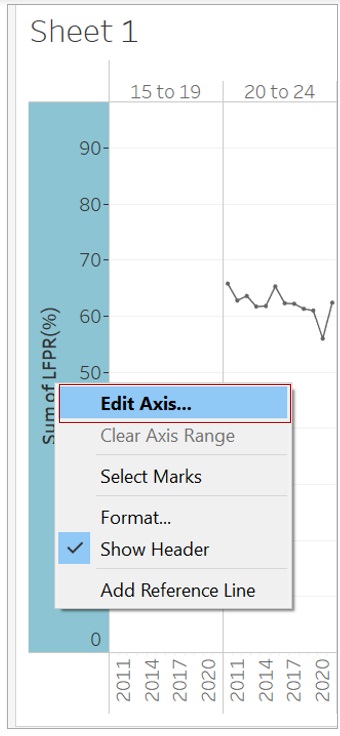 Sheet 1
15 to 19
20 to 24
90
80
70
60
50
Sum of LFPR(%)
Edit Axis...
Clear Axis Range
Select Marks
Format...
Show Header
Add Reference Line
0
2011
2014
2017
2020
2011
2014
2017
2020